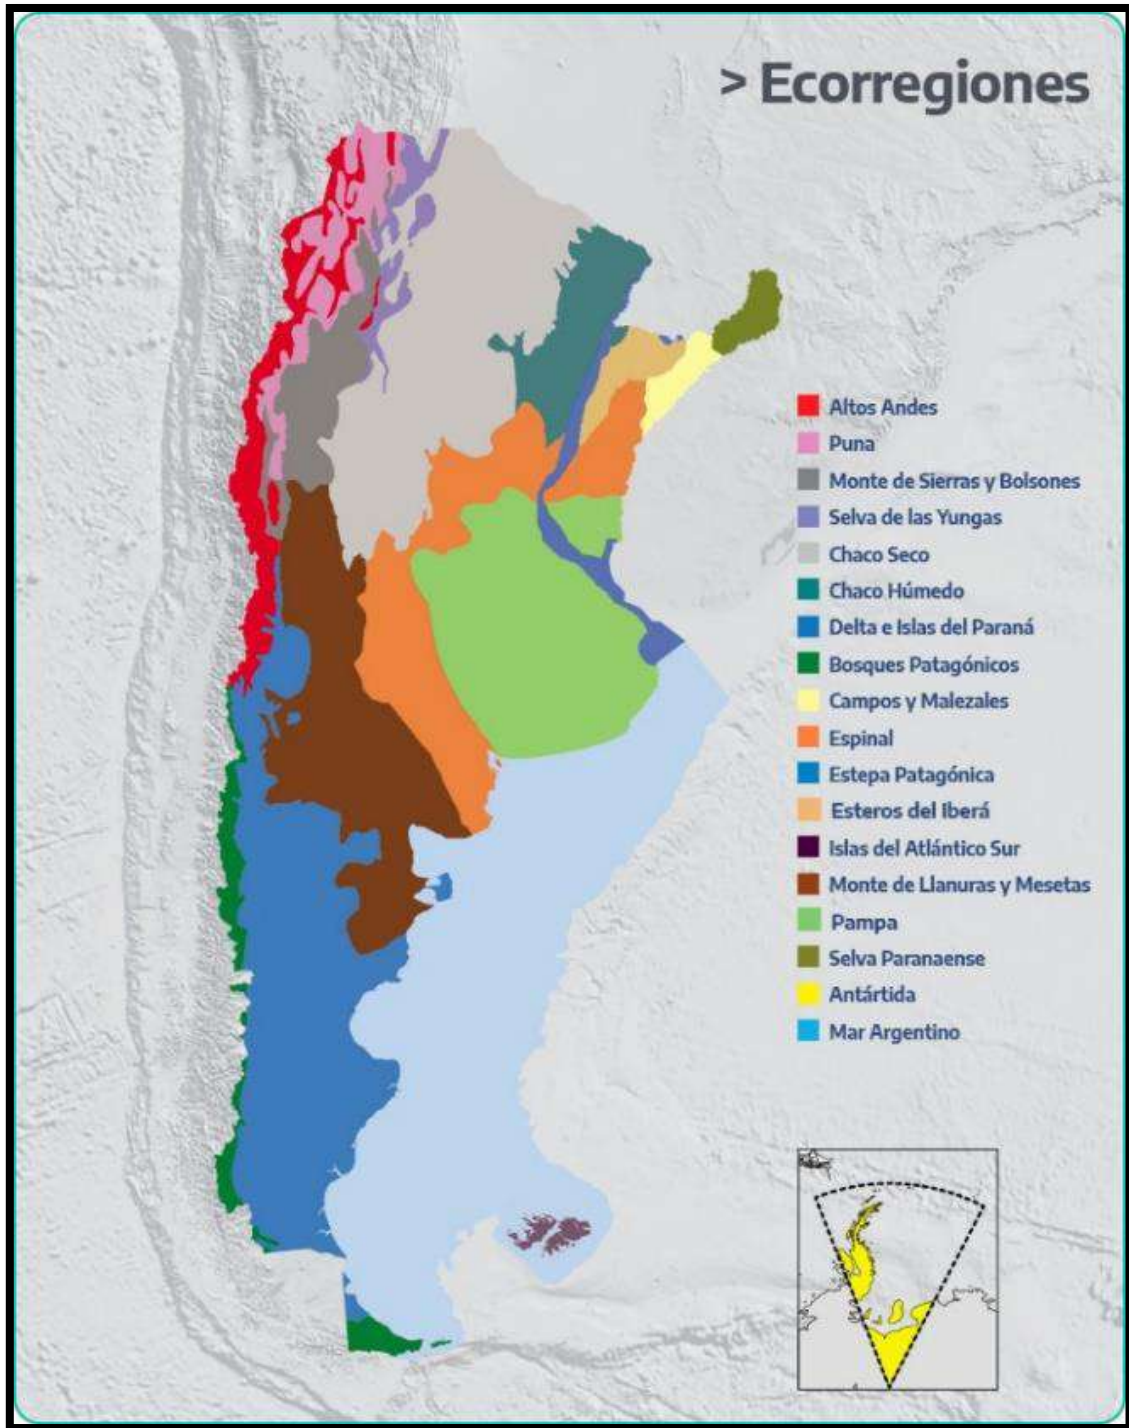 > Ecorregiones
Altos Andes
Puna
Monte de Sierras y Bolsones
Selva de las Yungas
Chaco Seco
Chaco Húmedo
Delta e Islas del Paraná
Bosques Patagónicos
Campos y Malezales
Espinal
Estepa Patagónica
Esteros del Iberá
Islas del Atlántico Sur
Monte de Llanuras y Mesetas
Pampa
Selva Paranaense
Antártida
Mar Argentino